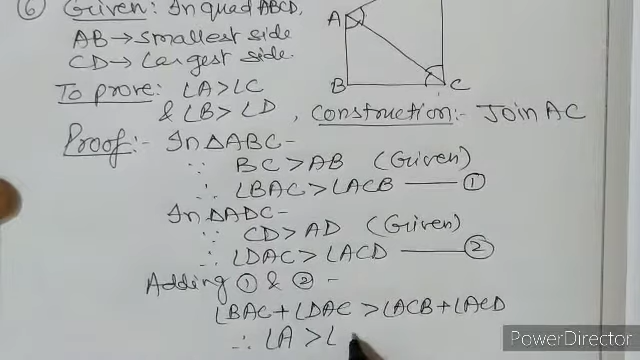 ⑥ Given: In quad ABCD,
AB → smallest side
CD → Largest side.
To prove: ∠A > ∠C
& ∠B > ∠D, Construction:- Join AC
A
B
C
Proof:- In △ABC-
∵ BC > AB (Given)
∴ ∠BAC > ∠ACB —— ①
In △ADC-
∵ CD > AD (Given)
∴ ∠DAC > ∠ACD —— ②
Adding ① & ② -
∠BAC + ∠DAC > ∠ACB + ∠ACD
∴ ∠A > ∠
PowerDirector